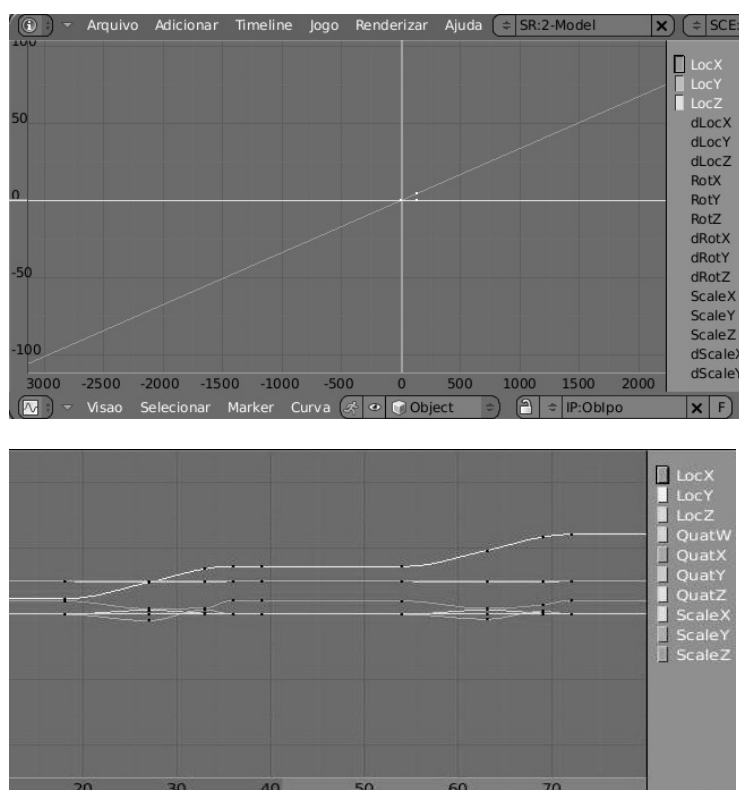 Arquivo Adicionar Timeline Jogo Renderizar Ajuda SR:2-Model X SCE:
100
50
0
-50
-100
3000 -2500 -2000 -1500 -1000 -500 0 500 1000 1500 2000
LocX
LocY
LocZ
dLocX
dLocY
dLocZ
RotX
RotY
RotZ
dRotX
dRotY
dRotZ
ScaleX
ScaleY
ScaleZ
dScaleX
dScaleY
Visao Selecionar Marker Curva Object IP:ObIpo X F
LocX
LocY
LocZ
QuatW
QuatX
QuatY
QuatZ
ScaleX
ScaleY
ScaleZ
20 30 40 50 60 70